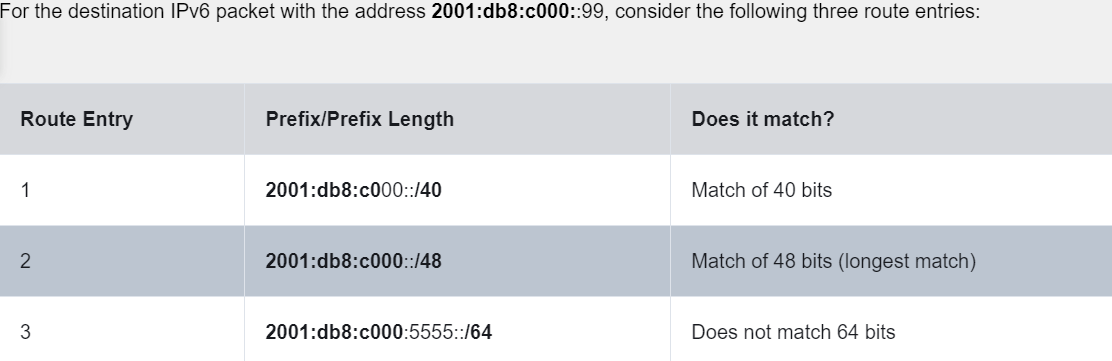 For the destination IPv6 packet with the address 2001:db8:c000::99, consider the following three route entries:
Route Entry Prefix/Prefix Length Does it match?
1 2001:db8:c000::/40 Match of 40 bits
2 2001:db8:c000::/48 Match of 48 bits (longest match)
3 2001:db8:c000:5555::/64 Does not match 64 bits